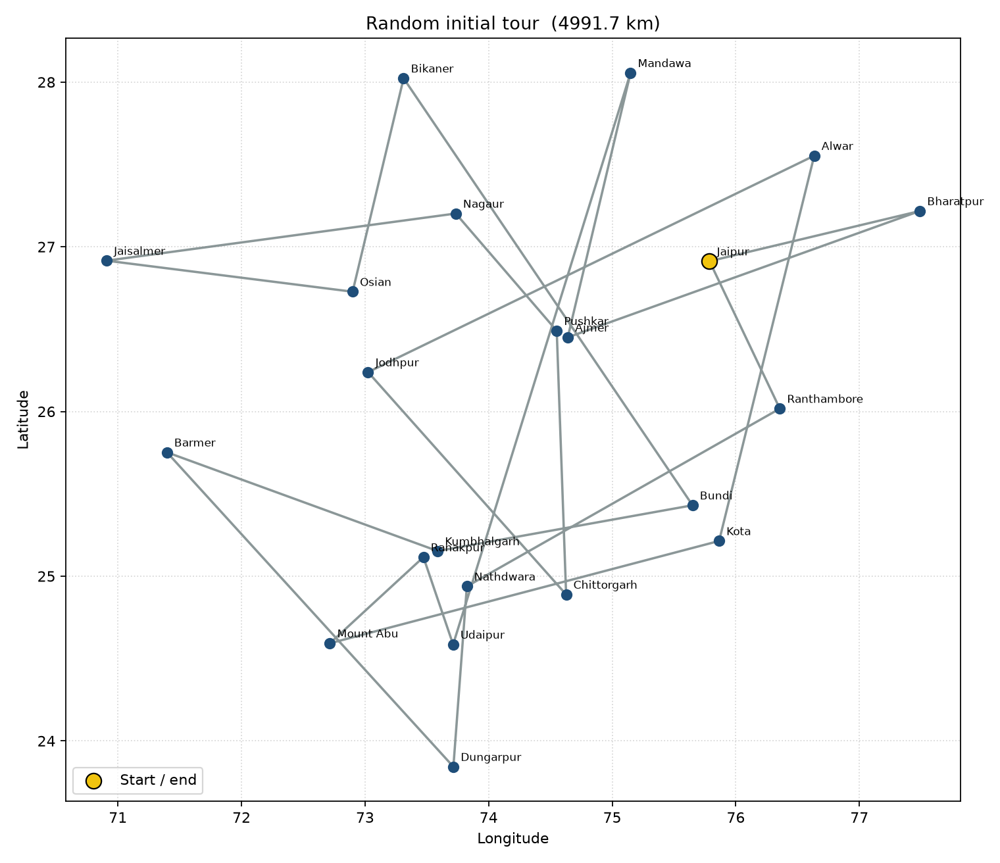 Random initial tour  (4991.7 km)
Bikaner
Mandawa
28
Alwar
Nagaur
Bharatpur
27
Jaisalmer
Jaipur
Osian
Pushkar
Ajmer
Jodhpur
Latitude
26
Ranthambore
Barmer
Bundi
Kota
Kumbhalgarh
Ranakpur
25
Nathdwara
Chittorgarh
Mount Abu
Udaipur
24
Dungarpur
Start / end
71
72
73
74
75
76
77
Longitude